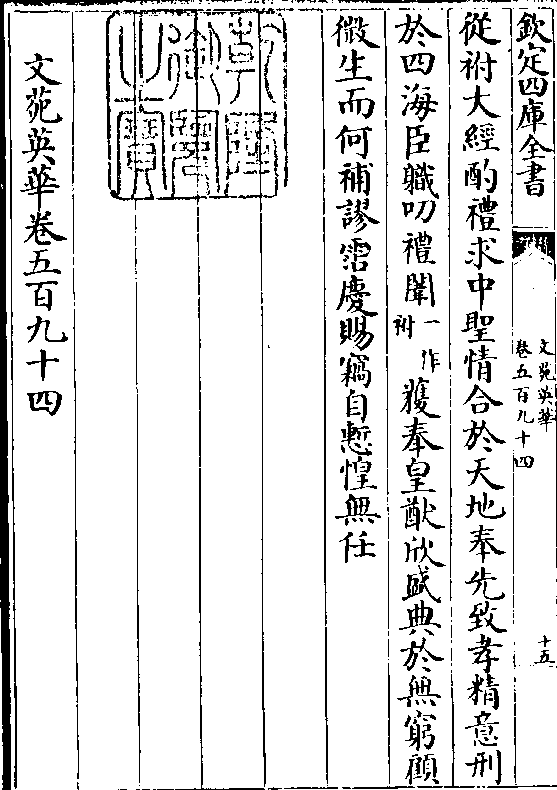 欽定四庫全書
文苑英華
卷五百九十四
十五
從祔大經酌禮求中聖情合於天地奉先致孝精意刑
於四海臣職叨禮闈一作祔獲奉皇猷欣盛典於無窮顧
微生而何補謬霑慶賜竊自慙惶無任
乾隆御覽之寶
文苑英華卷五百九十四